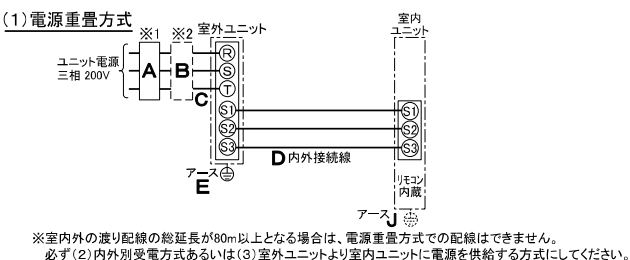 (1)電源重畳方式
※1 ※2 室外ユニット
室内
ユニット
ユニット電源
三相 200V
A B
R
S
T
C
S1 S1
S2 S2
S3 S3
D 内外接続線
アース
E
リモコン
内蔵
アース J
※室内外の渡り配線の総延長が80m以上となる場合は、電源重畳方式での配線はできません。
必ず(2)内外別受電方式あるいは(3)室外ユニットより室内ユニットに電源を供給する方式にしてください。